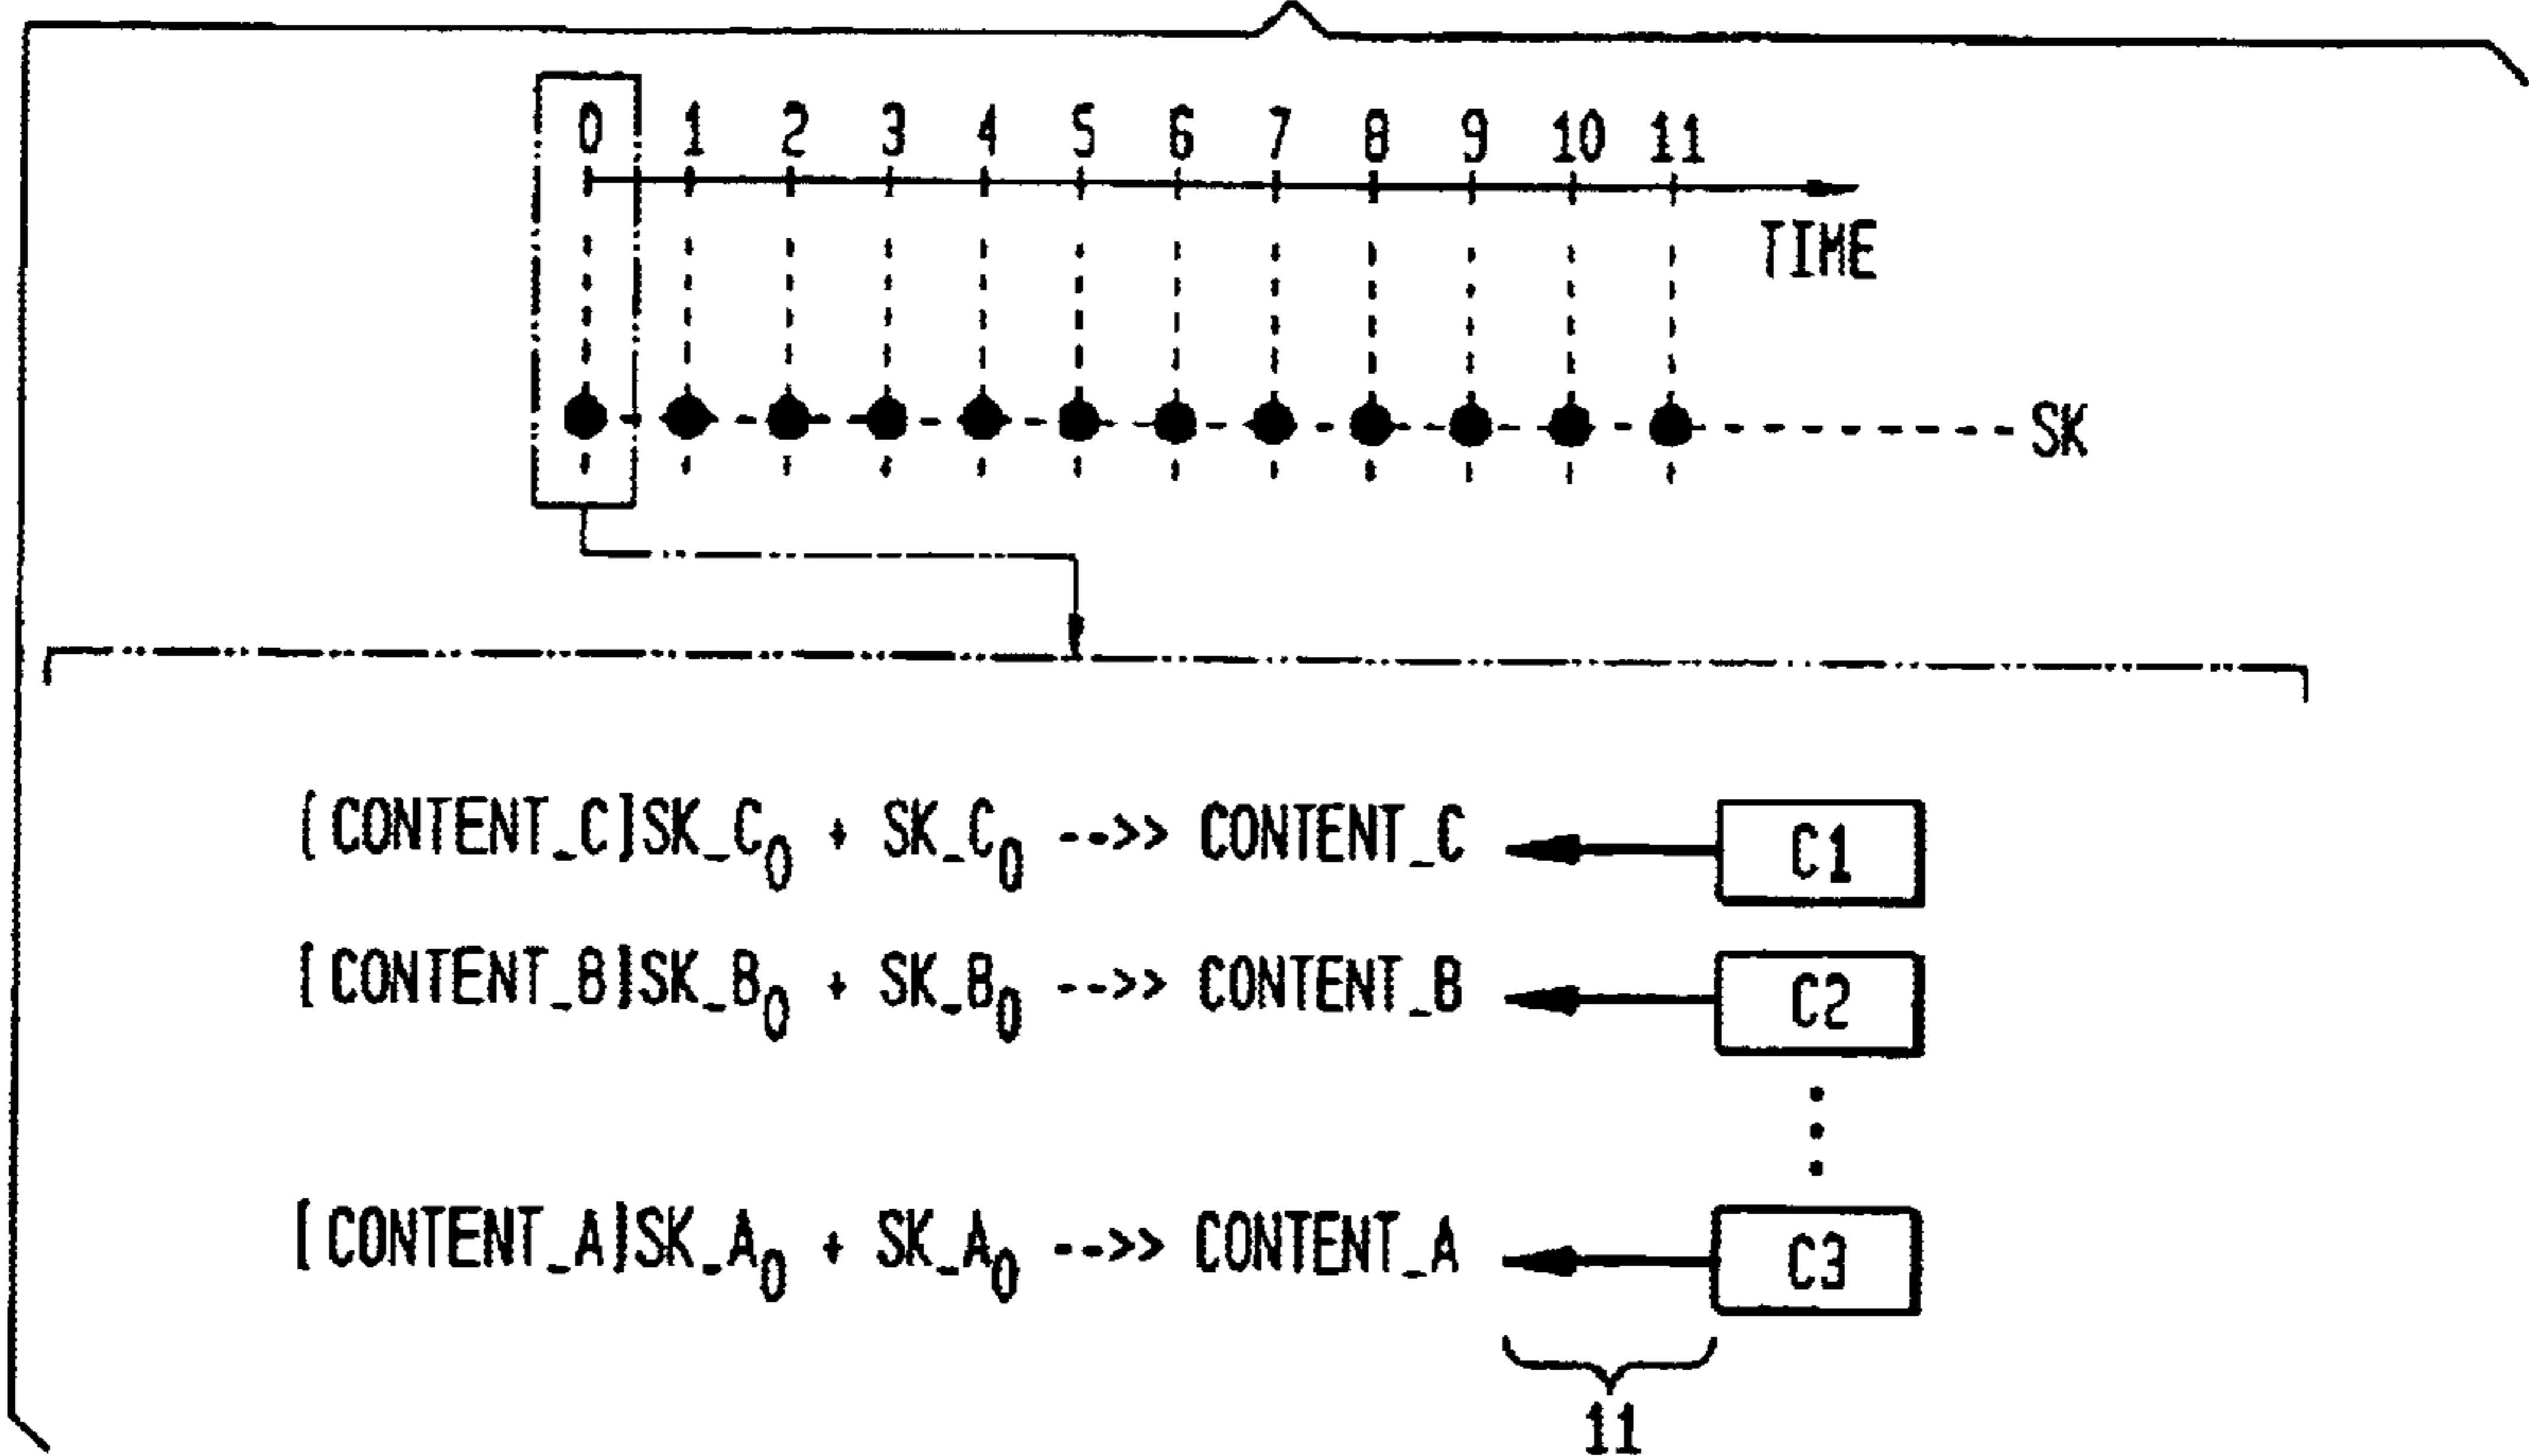 0 1 2 3 4 5 6 7 8 9 10 11
TIME
SK
[CONTENT_C]SK_C₀ + SK_C₀ -->> CONTENT_C C1
[CONTENT_B]SK_B₀ + SK_B₀ -->> CONTENT_B C2
[CONTENT_A]SK_A₀ + SK_A₀ -->> CONTENT_A C3
11